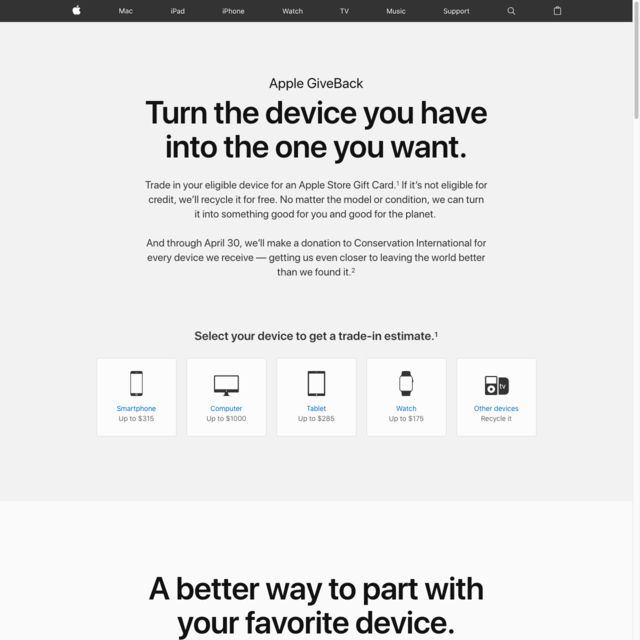 Mac iPad iPhone Watch TV Music Support
Apple GiveBack
Turn the device you have
into the one you want.
Trade in your eligible device for an Apple Store Gift Card.¹ If it's not eligible for
credit, we'll recycle it for free. No matter the model or condition, we can turn
it into something good for you and good for the planet.
And through April 30, we'll make a donation to Conservation International for
every device we receive — getting us even closer to leaving the world better
than we found it.²
Select your device to get a trade-in estimate.¹
tv
Smartphone Computer Tablet Watch Other devices
Up to $315 Up to $1000 Up to $285 Up to $175 Recycle it
A better way to part with
your favorite device.